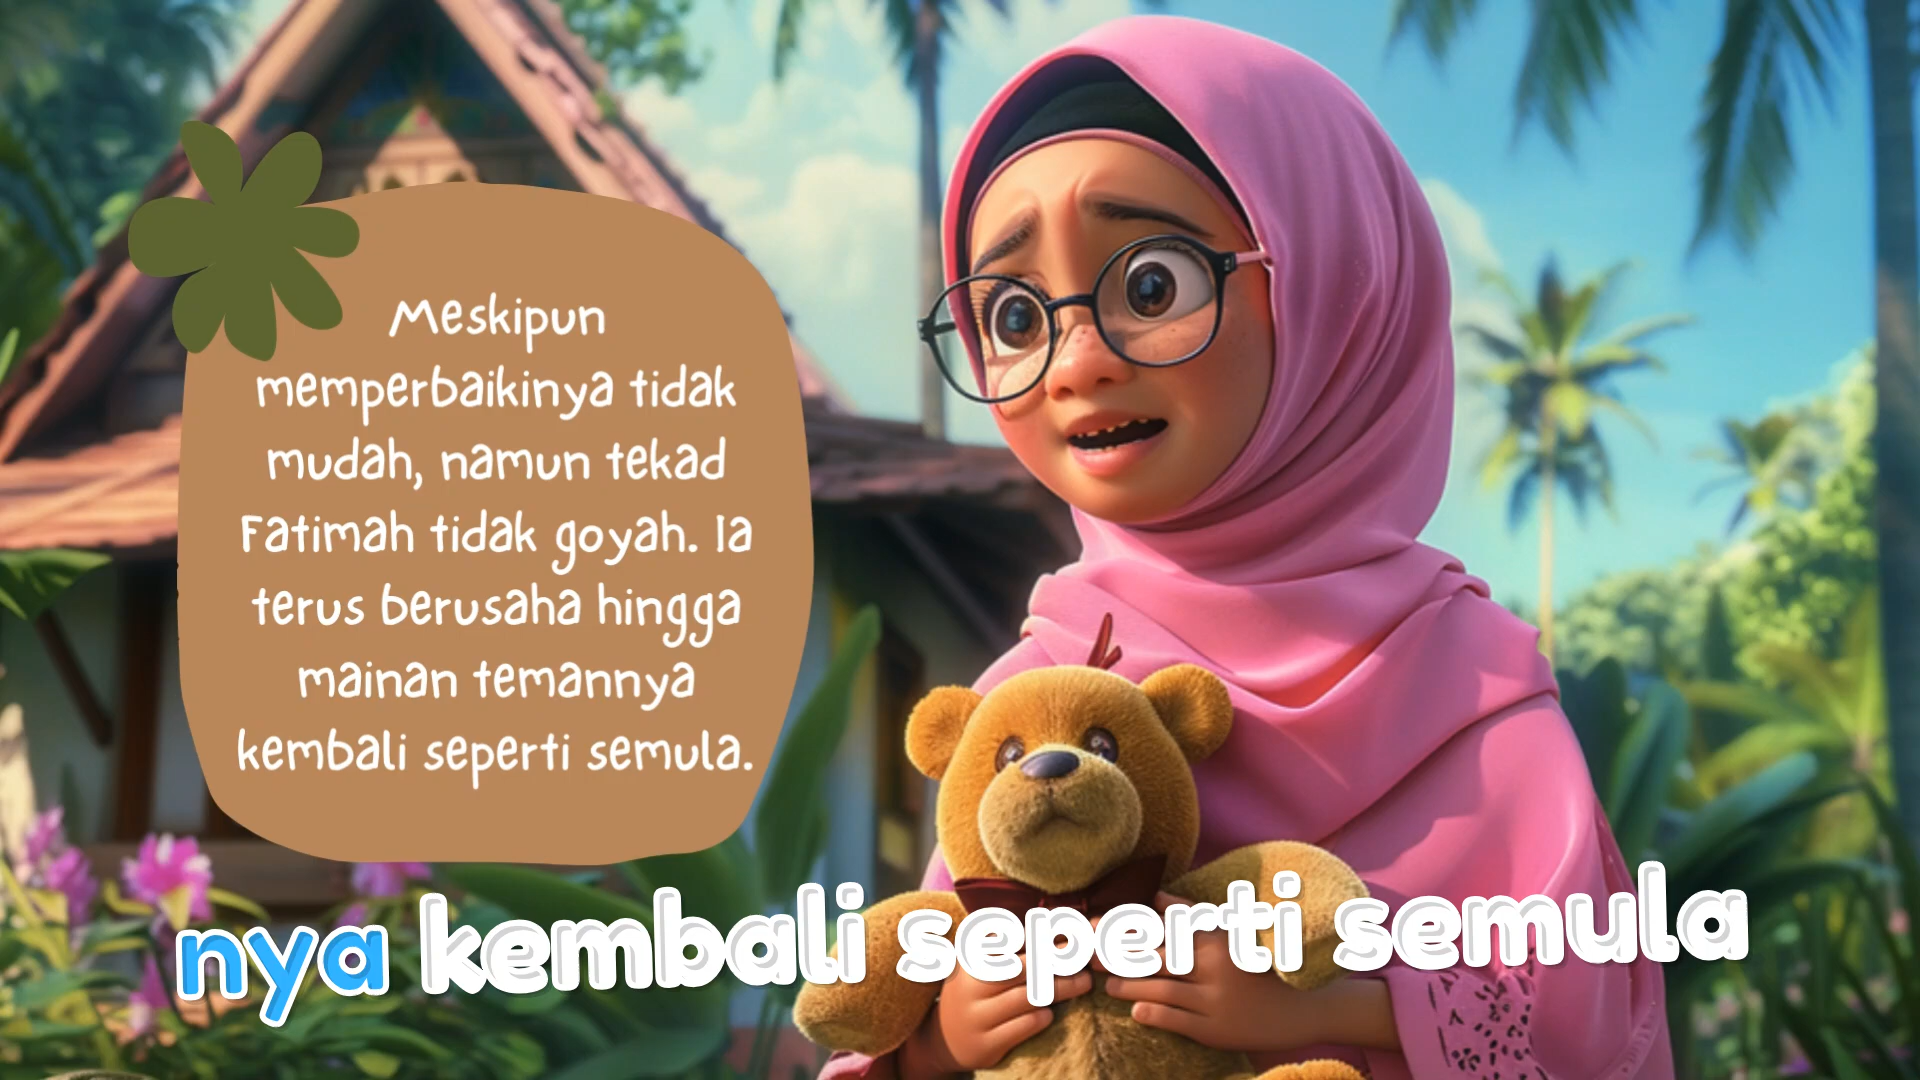 Meskipun
memperbaikinya tidak
mudah, namun tekad
Fatimah tidak goyah. Ia
terus berusaha hingga
mainan temannya
kembali seperti semula.
nya kembali seperti semula